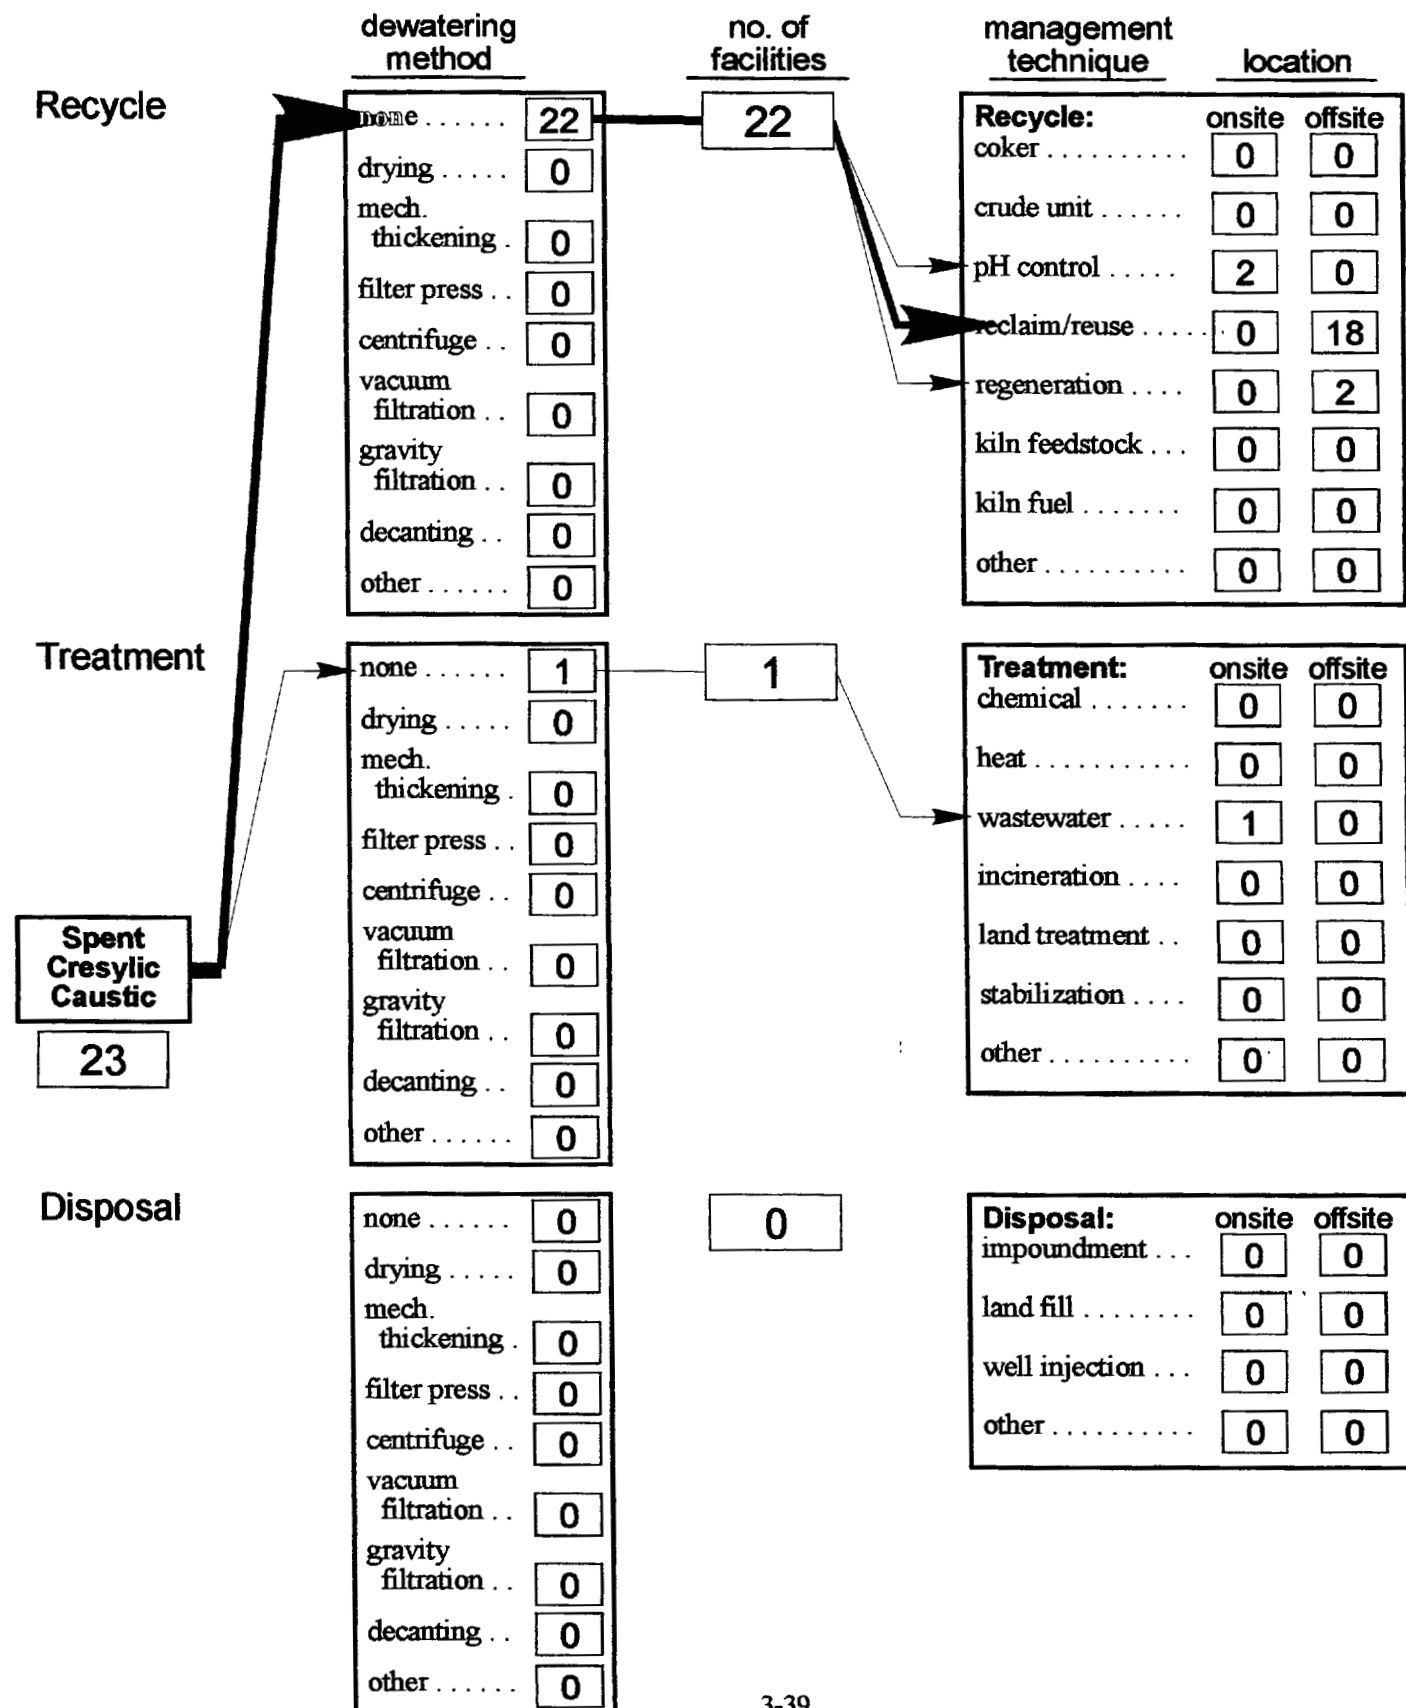 dewatering method no. of facilities management technique location
Recycle
none . . . . . . 22
drying . . . . . 0
mech.
thickening . 0
filter press . . 0
centrifuge . . 0
vacuum
filtration . . 0
gravity
filtration . . 0
decanting . . 0
other . . . . . . 0
22
Recycle: onsite offsite
coker . . . . . . . . . . 0 0
crude unit . . . . . . 0 0
pH control . . . . . 2 0
reclaim/reuse . . . . . . 0 18
regeneration . . . . 0 2
kiln feedstock . . . 0 0
kiln fuel . . . . . . . 0 0
other . . . . . . . . . . 0 0
Treatment
none . . . . . . 1
drying . . . . . 0
mech.
thickening . 0
filter press . . 0
centrifuge . . 0
vacuum
filtration . . 0
gravity
filtration . . 0
decanting . . 0
other . . . . . . 0
1
Treatment: onsite offsite
chemical . . . . . . . 0 0
heat . . . . . . . . . . . 0 0
wastewater . . . . . 1 0
incineration . . . . 0 0
land treatment . . 0 0
stabilization . . . . 0 0
other . . . . . . . . . . 0 0
Spent
Cresylic
Caustic
23
Disposal
none . . . . . . 0
drying . . . . . 0
mech.
thickening . 0
filter press . . 0
centrifuge . . 0
vacuum
filtration . . 0
gravity
filtration . . 0
decanting . . 0
other . . . . . . 0
0
Disposal: onsite offsite
impoundment . . . 0 0
land fill . . . . . . . . 0 0
well injection . . . 0 0
other . . . . . . . . . . 0 0
3-39